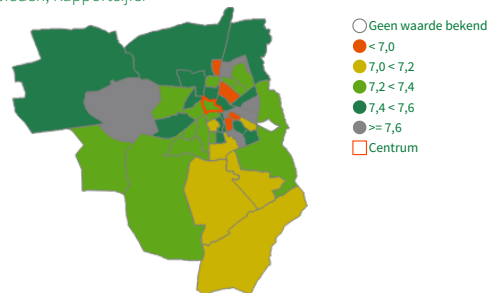 Geen waarde bekend
< 7,0
7,0 < 7,2
7,2 < 7,4
7,4 < 7,6
>= 7,6
Centrum